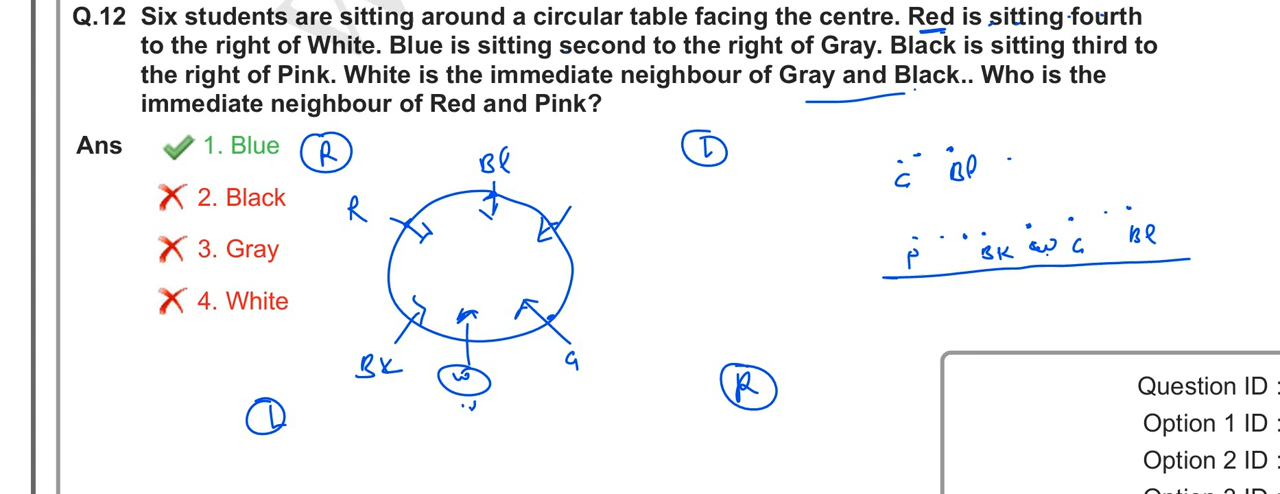 Q.12 Six students are sitting around a circular table facing the centre. Red is sitting fourth
to the right of White. Blue is sitting second to the right of Gray. Black is sitting third to
the right of Pink. White is the immediate neighbour of Gray and Black.. Who is the
immediate neighbour of Red and Pink?
Ans 1. Blue
2. Black
3. Gray
4. White
R
Bl
R
BK
G
L
R
G Bl
P BK w G Bl
Question ID :
Option 1 ID :
Option 2 ID :